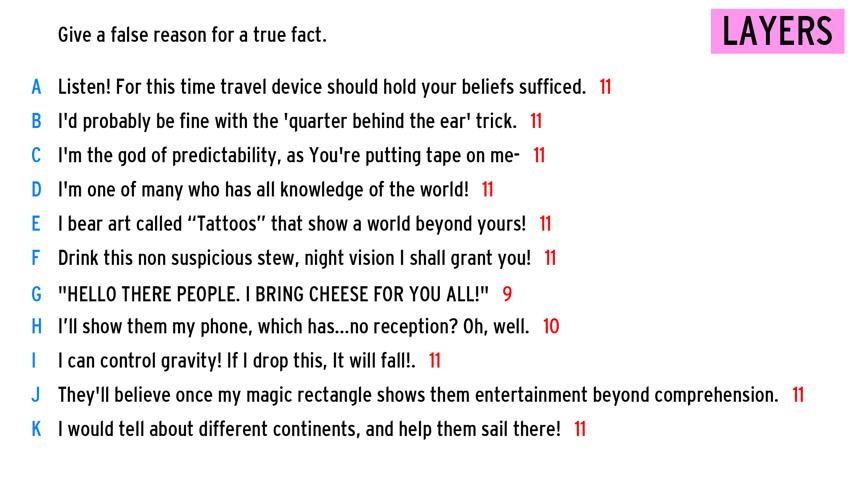 Give a false reason for a true fact.
LAYERS
A Listen! For this time travel device should hold your beliefs sufficed. 11
B I'd probably be fine with the 'quarter behind the ear' trick. 11
C I'm the god of predictability, as You're putting tape on me- 11
D I'm one of many who has all knowledge of the world! 11
E I bear art called “Tattoos” that show a world beyond yours! 11
F Drink this non suspicious stew, night vision I shall grant you! 11
G "HELLO THERE PEOPLE. I BRING CHEESE FOR YOU ALL!" 9
H I’ll show them my phone, which has...no reception? Oh, well. 10
I I can control gravity! If I drop this, It will fall!. 11
J They'll believe once my magic rectangle shows them entertainment beyond comprehension. 11
K I would tell about different continents, and help them sail there! 11